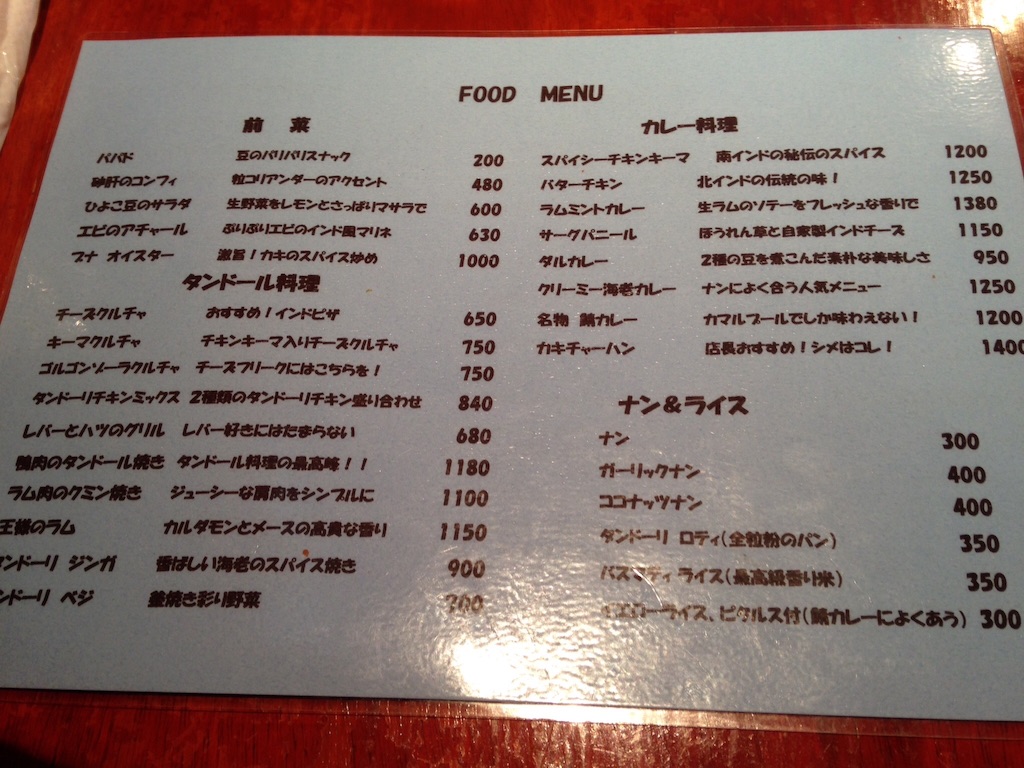 FOOD MENU
前菜
パパド 豆のパリパリスナック 200
砂肝のコンフィ 粒コリアンダーのアクセント 480
ひよこ豆のサラダ 生野菜をレモンとさっぱりマサラで 600
エビのアチャール ぷりぷりエビのインド風マリネ 630
ブナ オイスター 激旨!カキのスパイス炒め 1000
タンドール料理
チーズクルチャ おすすめ!インドピザ 650
キーマクルチャ チキンキーマ入りチーズクルチャ 750
ゴルゴンゾーラクルチャ チーズフリークにはこちらを! 750
タンドーリチキンミックス 2種類のタンドーリチキン盛り合わせ 840
レバーとハツのグリル レバー好きにはたまらない 680
鴨肉のタンドール焼き タンドール料理の最高峰!! 1180
ラム肉のクミン焼き ジューシーな肩肉をシンプルに 1100
王様のラム カルダモンとメースの高貴な香り 1150
タンドーリ ジンガ 香ばしい海老のスパイス焼き 900
ンドーリ ベジ 釜焼き彩り野菜 700
カレー料理
スパイシーチキンキーマ 南インドの秘伝のスパイス 1200
バターチキン 北インドの伝統の味! 1250
ラムミントカレー 生ラムのソテーをフレッシュな香りで 1380
サーグパニール ほうれん草と自家製インドチーズ 1150
ダルカレー 2種の豆を煮こんだ素朴な美味しさ 950
クリーミー海老カレー ナンによく合う人気メニュー 1250
名物 鯖カレー カマルプールでしか味わえない! 1200
カキチャーハン 店長おすすめ!シメはコレ! 1400
ナン&ライス
ナン 300
ガーリックナン 400
ココナッツナン 400
タンドーリ ロティ(全粒粉のパン) 350
バスマティライス(最高級香り米) 350
イエローライス、ピクルス付(鯖カレーによくあう) 300